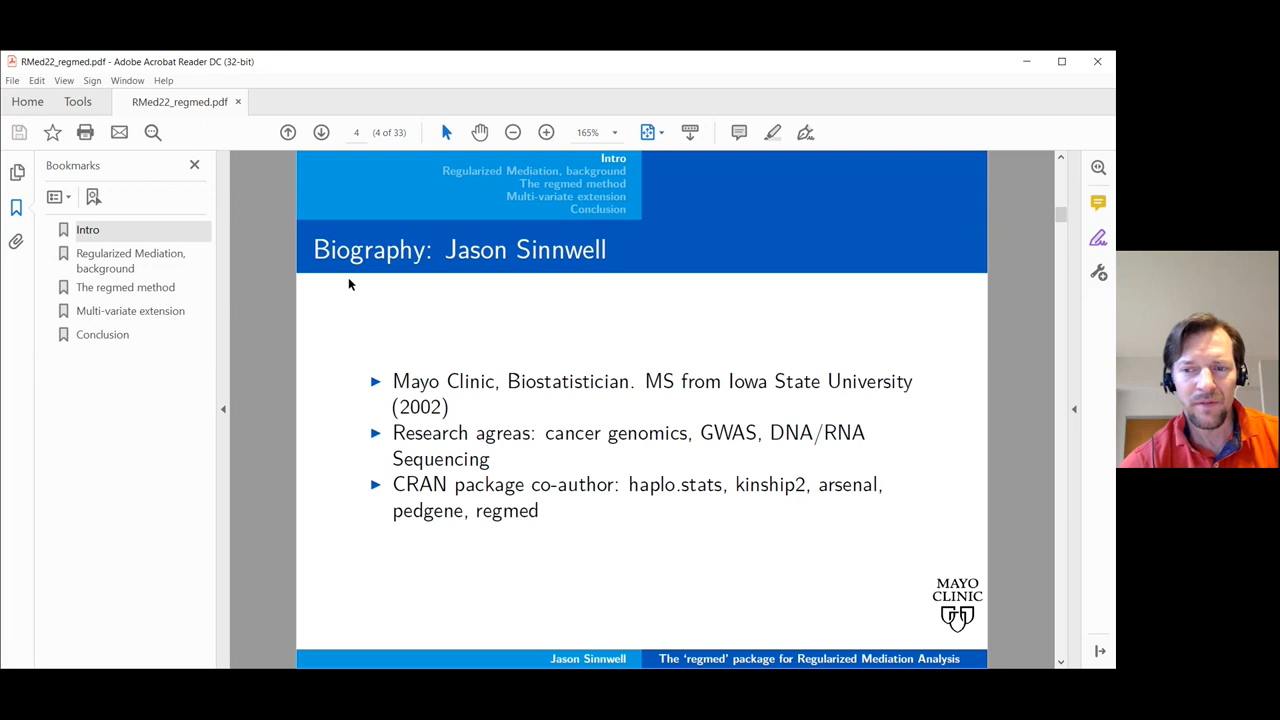 RMed22_regmed.pdf - Adobe Acrobat Reader DC (32-bit)
File Edit View Sign Window Help
Home Tools RMed22_regmed.pdf ×
4 (4 of 33) 165%
Bookmarks
Intro
Regularized Mediation,
background
The regmed method
Multi-variate extension
Conclusion
Intro
Regularized Mediation, background
The regmed method
Multi-variate extension
Conclusion
Biography: Jason Sinnwell
Mayo Clinic, Biostatistician. MS from Iowa State University
(2002)
Research agreas: cancer genomics, GWAS, DNA/RNA
Sequencing
CRAN package co-author: haplo.stats, kinship2, arsenal,
pedgene, regmed
MAYO
CLINIC
Jason Sinnwell The ‘regmed’ package for Regularized Mediation Analysis